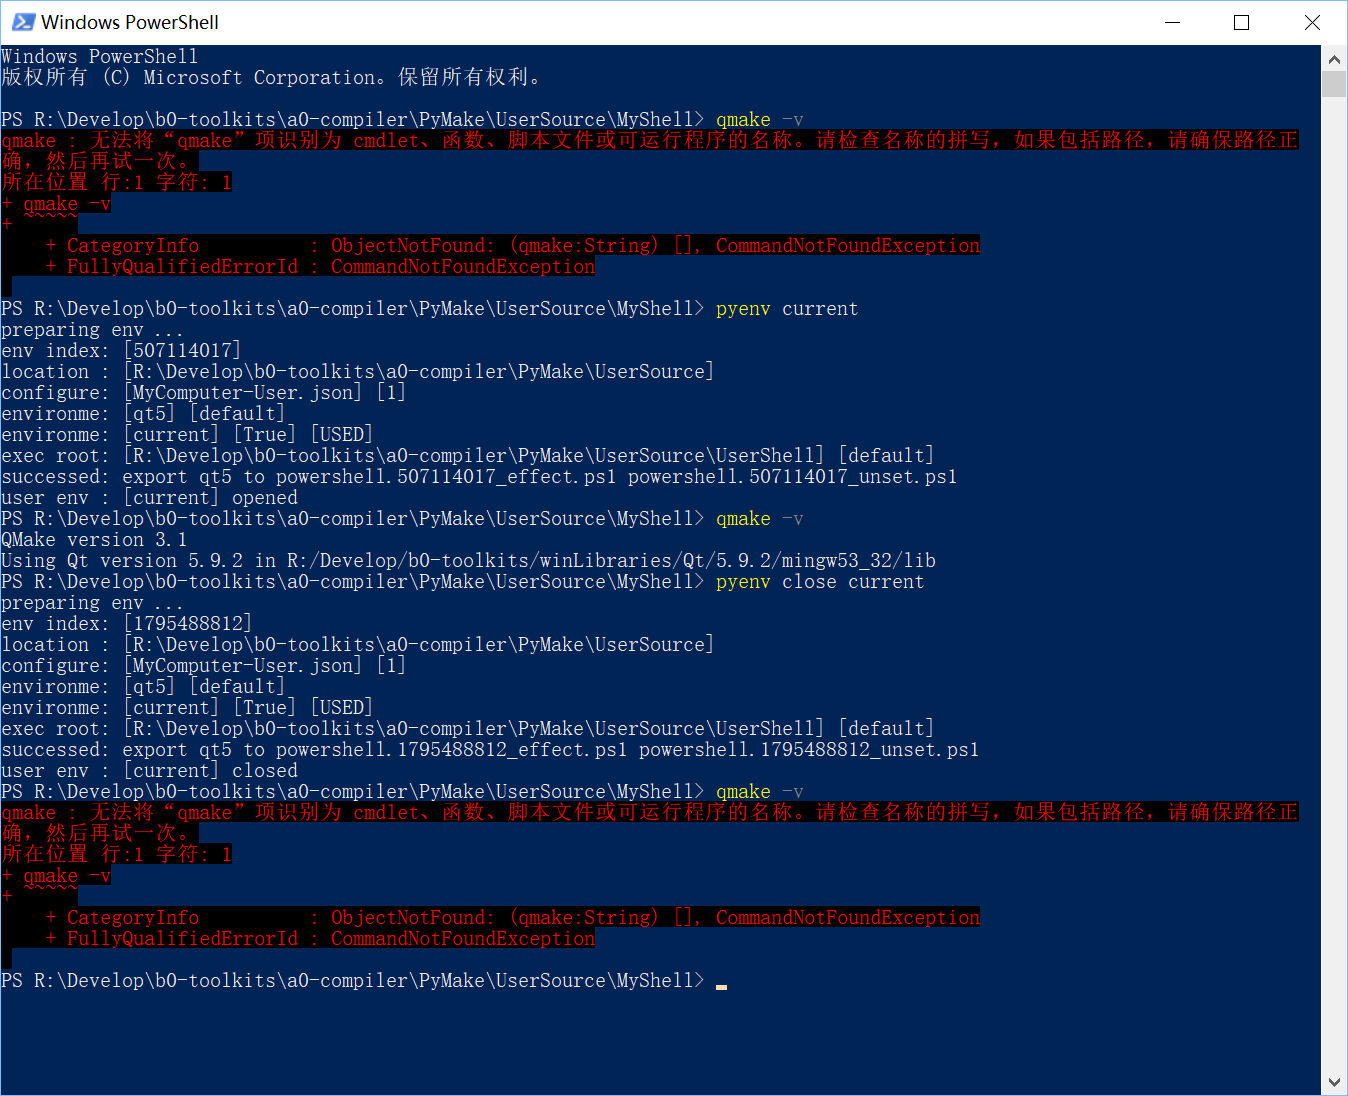 Windows PowerShell
Windows PowerShell
版权所有 (C) Microsoft Corporation。保留所有权利。
PS R:\Develop\b0-toolkits\a0-compiler\PyMake\UserSource\MyShell> qmake -v
qmake : 无法将“qmake”项识别为 cmdlet、函数、脚本文件或可运行程序的名称。请检查名称的拼写，如果包括路径，请确保路径正
确，然后再试一次。
所在位置 行:1 字符: 1
+ qmake -v
+ ~~~~~
    + CategoryInfo          : ObjectNotFound: (qmake:String) [], CommandNotFoundException
    + FullyQualifiedErrorId : CommandNotFoundException
PS R:\Develop\b0-toolkits\a0-compiler\PyMake\UserSource\MyShell> pyenv current
preparing env ...
env index: [507114017]
location : [R:\Develop\b0-toolkits\a0-compiler\PyMake\UserSource]
configure: [MyComputer-User.json] [1]
environme: [qt5] [default]
environme: [current] [True] [USED]
exec root: [R:\Develop\b0-toolkits\a0-compiler\PyMake\UserSource\UserShell] [default]
successed: export qt5 to powershell.507114017_effect.ps1 powershell.507114017_unset.ps1
user env : [current] opened
PS R:\Develop\b0-toolkits\a0-compiler\PyMake\UserSource\MyShell> qmake -v
QMake version 3.1
Using Qt version 5.9.2 in R:/Develop/b0-toolkits/winLibraries/Qt/5.9.2/mingw53_32/lib
PS R:\Develop\b0-toolkits\a0-compiler\PyMake\UserSource\MyShell> pyenv close current
preparing env ...
env index: [1795488812]
location : [R:\Develop\b0-toolkits\a0-compiler\PyMake\UserSource]
configure: [MyComputer-User.json] [1]
environme: [qt5] [default]
environme: [current] [True] [USED]
exec root: [R:\Develop\b0-toolkits\a0-compiler\PyMake\UserSource\UserShell] [default]
successed: export qt5 to powershell.1795488812_effect.ps1 powershell.1795488812_unset.ps1
user env : [current] closed
PS R:\Develop\b0-toolkits\a0-compiler\PyMake\UserSource\MyShell> qmake -v
qmake : 无法将“qmake”项识别为 cmdlet、函数、脚本文件或可运行程序的名称。请检查名称的拼写，如果包括路径，请确保路径正
确，然后再试一次。
所在位置 行:1 字符: 1
+ qmake -v
+ ~~~~~
    + CategoryInfo          : ObjectNotFound: (qmake:String) [], CommandNotFoundException
    + FullyQualifiedErrorId : CommandNotFoundException
PS R:\Develop\b0-toolkits\a0-compiler\PyMake\UserSource\MyShell>